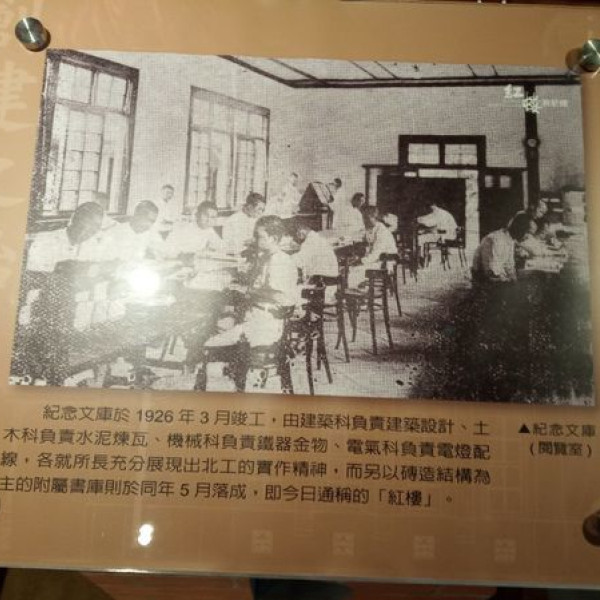 創建之
紅樓
紀念文庫於 1926 年 3 月竣工，由建築科負責建築設計、土
木科負責水泥煉瓦、機械科負責鐵器金物、電氣科負責電燈配
線，各就所長充分展現出北工的實作精神，而另以磚造結構為
主的附屬書庫則於同年 5 月落成，即今日通稱的「紅樓」。
▲紀念文庫
（閱覽室）